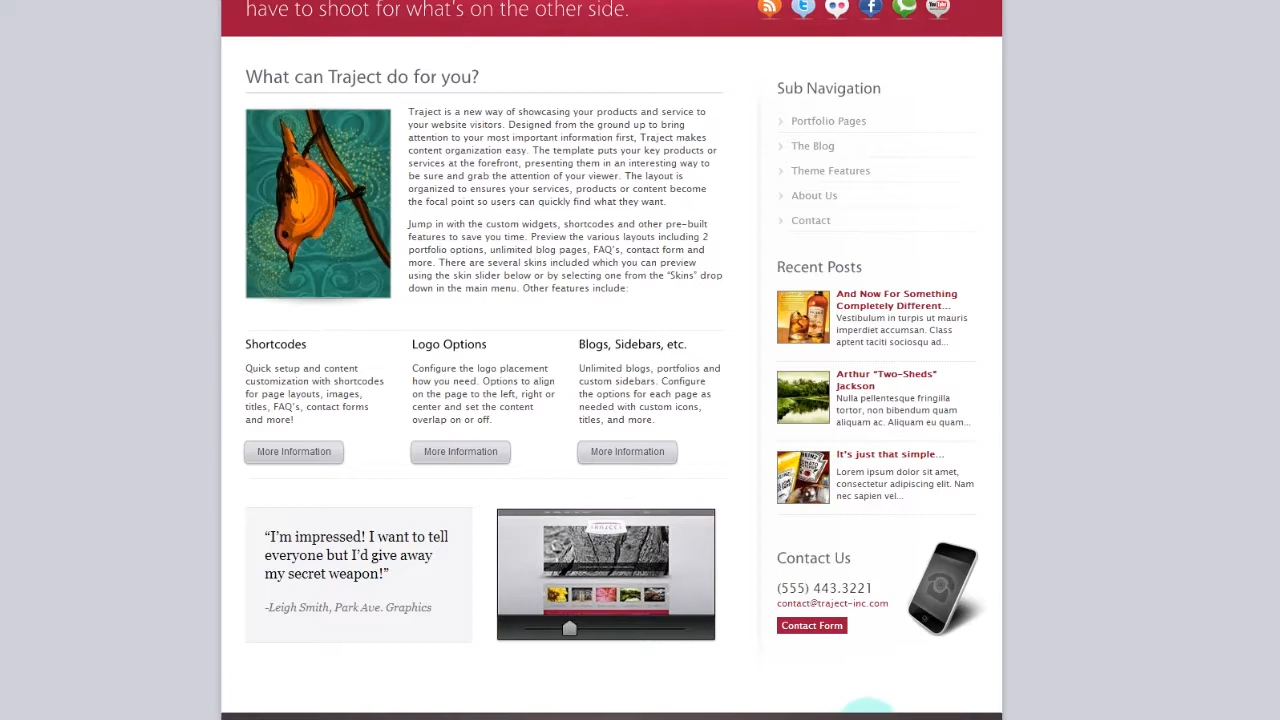 have to shoot for what's on the other side.
What can Traject do for you?
Traject is a new way of showcasing your products and service to
your website visitors. Designed from the ground up to bring
attention to your most important information first, Traject makes
content organization easy. The template puts your key products or
services at the forefront, presenting them in an interesting way to
be sure and grab the attention of your viewer. The layout is
organized to ensures your services, products or content become
the focal point so users can quickly find what they want.
Jump in with the custom widgets, shortcodes and other pre-built
features to save you time. Preview the various layouts including 2
portfolio options, unlimited blog pages, FAQ's, contact form and
more. There are several skins included which you can preview
using the skin slider below or by selecting one from the "Skins" drop
down in the main menu. Other features include:
Shortcodes
Quick setup and content
customization with shortcodes
for page layouts, images,
titles, FAQ's, contact forms
and more!
More Information
Logo Options
Configure the logo placement
how you need. Options to align
on the page to the left, right or
center and set the content
overlap on or off.
More Information
Blogs, Sidebars, etc.
Unlimited blogs, portfolios and
custom sidebars. Configure
the options for each page as
needed with custom icons,
titles, and more.
More Information
“I’m impressed! I want to tell
everyone but I’d give away
my secret weapon!”
-Leigh Smith, Park Ave. Graphics
TRAJECT
Sub Navigation
Portfolio Pages
The Blog
Theme Features
About Us
Contact
Recent Posts
And Now For Something
Completely Different...
Vestibulum in turpis ut mauris
imperdiet accumsan. Class
aptent taciti sociosqu ad...
Arthur "Two-Sheds"
Jackson
Nulla pellentesque fringilla
tortor, non bibendum quam
aliquam ac. Aliquam eu quam...
It's just that simple...
Lorem ipsum dolor sit amet,
consectetur adipiscing elit. Nam
nec sapien vel...
Contact Us
(555) 443.3221
contact@traject-inc.com
Contact Form